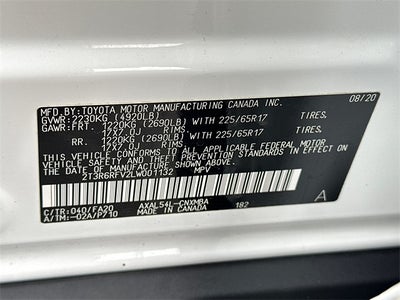 MFD.BY:TOYOTA MOTOR MANUFACTURING CANADA INC. 08/20
GVWR:2230KG (4920LB)
GAWR:FRT. 1220KG (2690LB) WITH 225/65R17 TIRES,
17X7.0J RIMS,
RR. 1220KG (2690LB) WITH 225/65R17 TIRES,
17X7.0J RIMS,
THIS VEHICLE CONFORMS TO ALL APPLICABLE FEDERAL MOTOR
VEHICLE SAFETY AND EMISSIONS STANDARDS IN EFFECT ON
THE DATE OF MANUFACTURE SHOWN ABOVE.
MPV
C/TR:040/FA20 AXAL54L-CNXMBA A
A/TM:-02A/P710 MADE IN CANADA 182